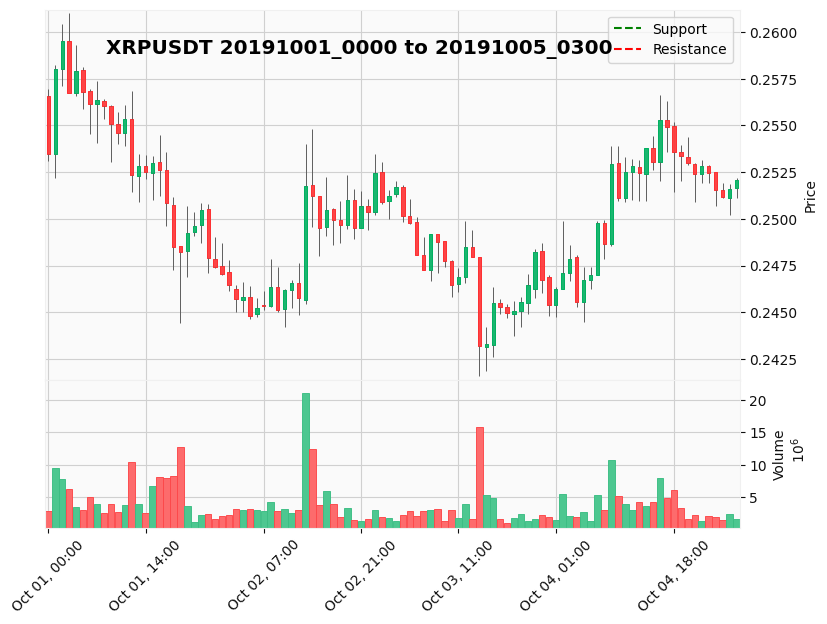 XRPUSDT 20191001_0000 to 20191005_0300
Support
Resistance
0.2600
0.2575
0.2550
0.2525
0.2500
0.2475
0.2450
0.2425
Price
20
15
10
5
Volume
10^6
Oct 01, 00:00
Oct 01, 14:00
Oct 02, 07:00
Oct 02, 21:00
Oct 03, 11:00
Oct 04, 01:00
Oct 04, 18:00